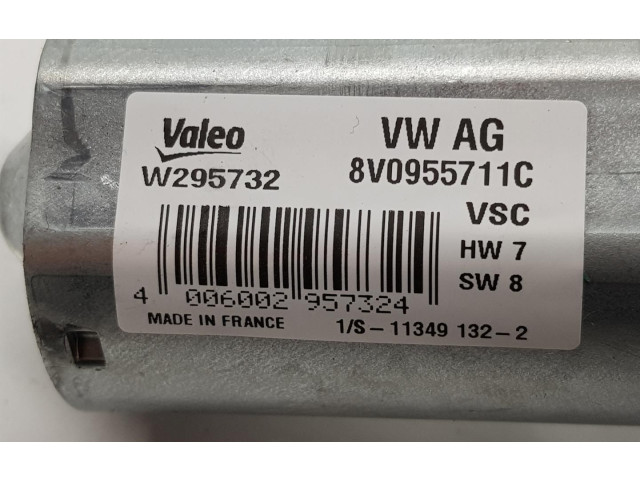 Valeo
W295732
VW AG
8V0955711C
VSC
HW 7
SW 8
4 006002 957324
MADE IN FRANCE
1/S-11349 132-2